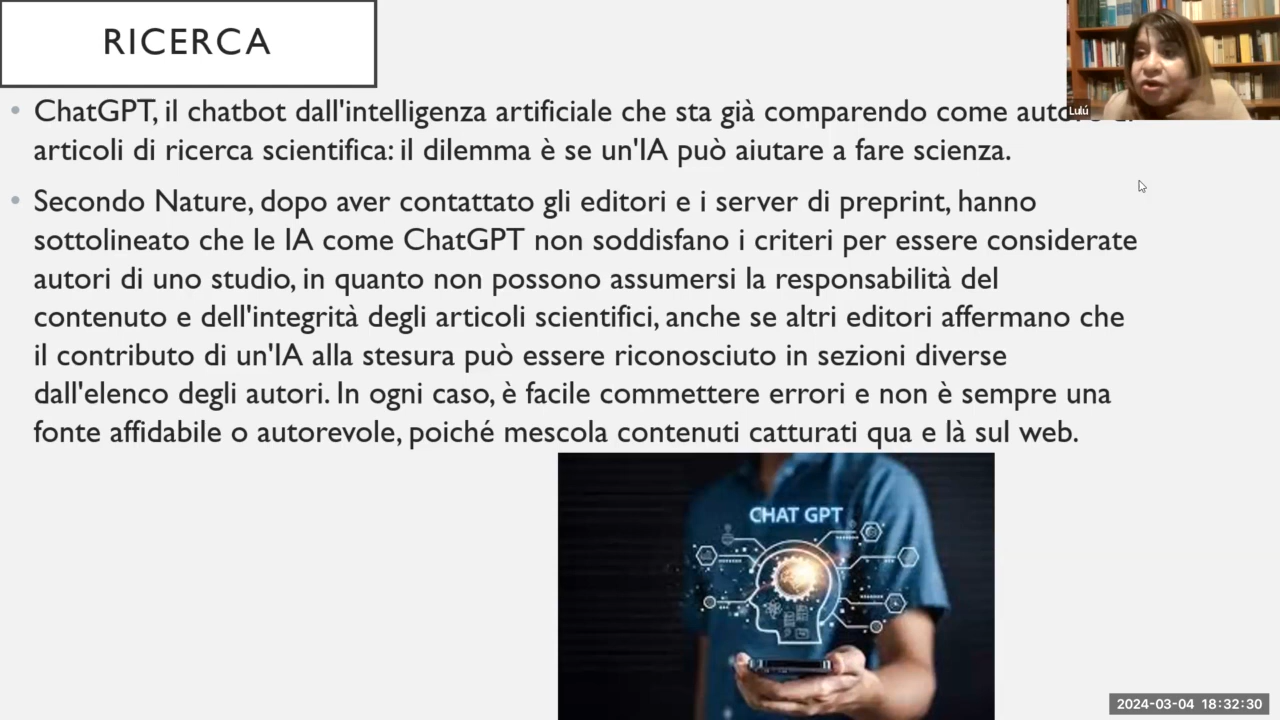 RICERCA
ChatGPT, il chatbot dall'intelligenza artificiale che sta già comparendo come
articoli di ricerca scientifica: il dilemma è se un'IA può aiutare a fare scienza.
Secondo Nature, dopo aver contattato gli editori e i server di preprint, hanno
sottolineato che le IA come ChatGPT non soddisfano i criteri per essere considerate
autori di uno studio, in quanto non possono assumersi la responsabilità del
contenuto e dell'integrità degli articoli scientifici, anche se altri editori affermano che
il contributo di un'IA alla stesura può essere riconosciuto in sezioni diverse
dall'elenco degli autori. In ogni caso, è facile commettere errori e non è sempre una
fonte affidabile o autorevole, poiché mescola contenuti catturati qua e là sul web.
Lulú
CHAT GPT
2024-03-04 18:32:30